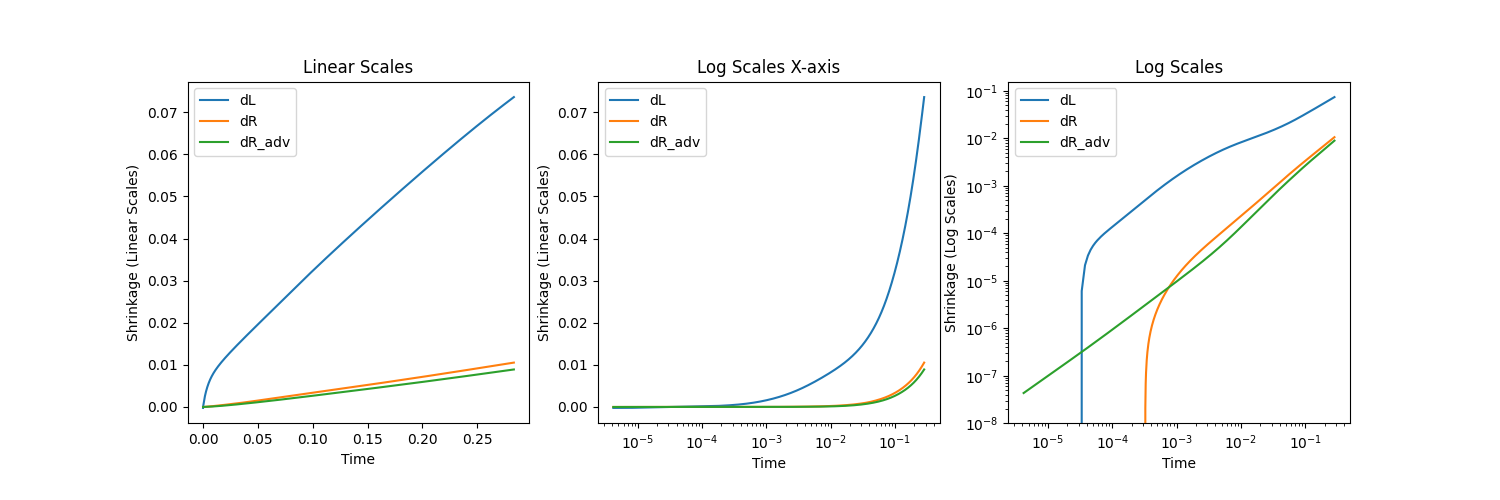 Linear Scales
dL
dR
dR_adv
0.07
0.06
0.05
0.04
0.03
0.02
0.01
0.00
Shrinkage (Linear Scales)
0.00 0.05 0.10 0.15 0.20 0.25
Time
Log Scales X-axis
dL
dR
dR_adv
0.07
0.06
0.05
0.04
0.03
0.02
0.01
0.00
Shrinkage (Linear Scales)
10⁻⁵ 10⁻⁴ 10⁻³ 10⁻² 10⁻¹
Time
Log Scales
dL
dR
dR_adv
10⁻¹
10⁻²
10⁻³
10⁻⁴
10⁻⁵
10⁻⁶
10⁻⁷
10⁻⁸
Shrinkage (Log Scales)
10⁻⁵ 10⁻⁴ 10⁻³ 10⁻² 10⁻¹
Time